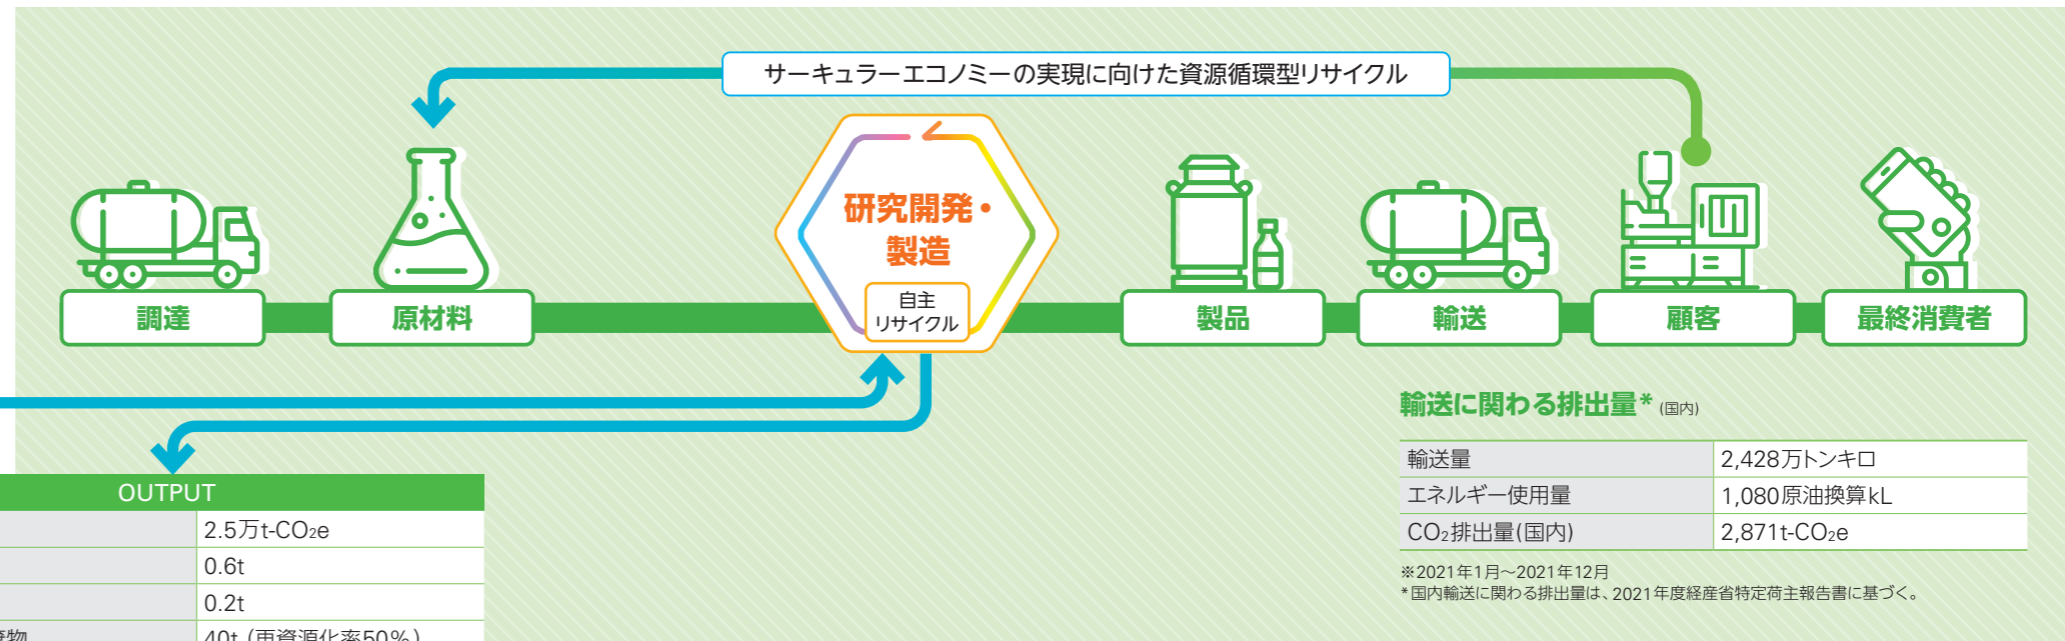 サーキュラーエコノミーの実現に向けた資源循環型リサイクル
研究開発・
製造
自主
リサイクル
調達
原材料
製品
輸送
顧客
最終消費者
輸送に関わる排出量* (国内)
輸送量 2,428万トンキロ
エネルギー使用量 1,080原油換算kL
CO₂排出量(国内) 2,871t-CO₂e
※2021年1月～2021年12月
*国内輸送に関わる排出量は、2021年度経産省特定荷主報告書に基づく。
OUTPUT
2.5万t-CO₂e
0.6t
0.2t
棄物 40t (再資源化率50%)